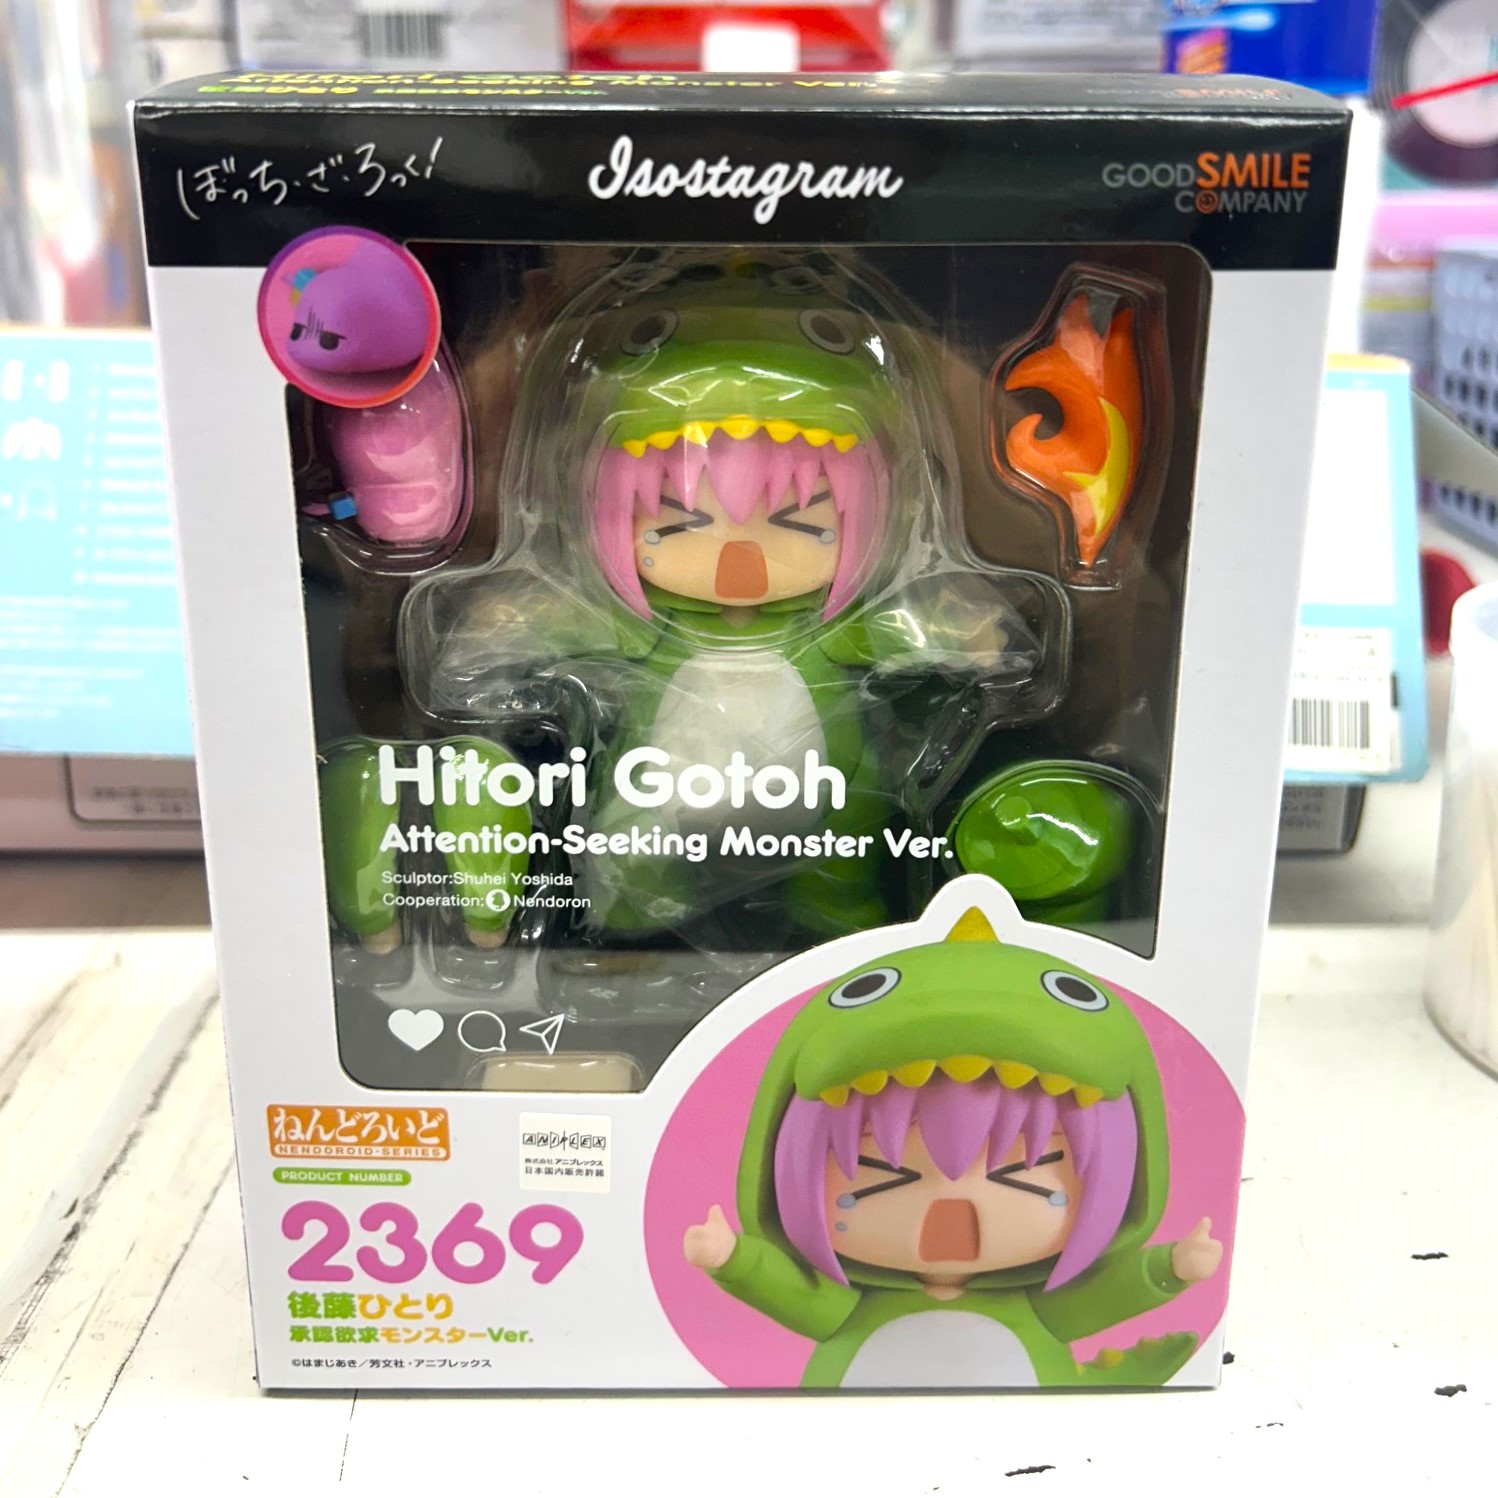 ぼっち・ざ・ろっく！
Isostagram
GOOD SMILE
COMPANY
Hitori Gotoh
Attention-Seeking Monster Ver.
Sculptor:Shuhei Yoshida
Cooperation: Nendoron
ねんどろいど
NENDOROID-SERIES
PRODUCT NUMBER
2369
ANIPLEX
株式会社アニプレックス
日本国内販売許諾
後藤ひとり
承認欲求モンスターVer.
©はまじあき／芳文社・アニプレックス